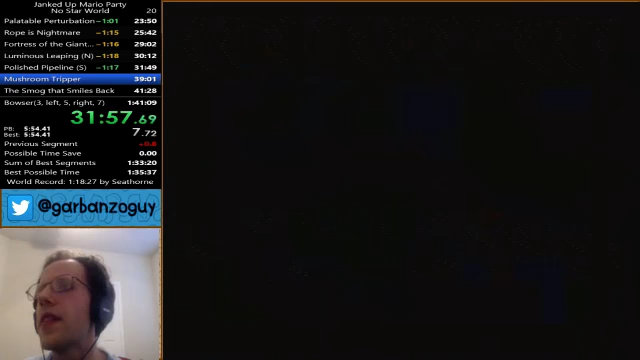 Janked Up Mario Party
No Star World 20
Palatable Perturbation −1:01 23:50
Rope is Nightmare −1:15 25:42
Fortress of the Giant... −1:16 29:02
Luminous Leaping (N) −1:18 30:12
Polished Pipeline (S) −1:17 31:49
Mushroom Tripper 39:01
The Smog that Smiles Back 41:28
Bowser(3, left, 5, right, 7) 1:41:09
31:57.69
PB: 5:54.41
Best: 5:54.41
7.72
Previous Segment +0.8
Possible Time Save 0.00
Sum of Best Segments 1:33:20
Best Possible Time 1:35:37
World Record: 1:18:27 by Seathorne
@garbanzoguy